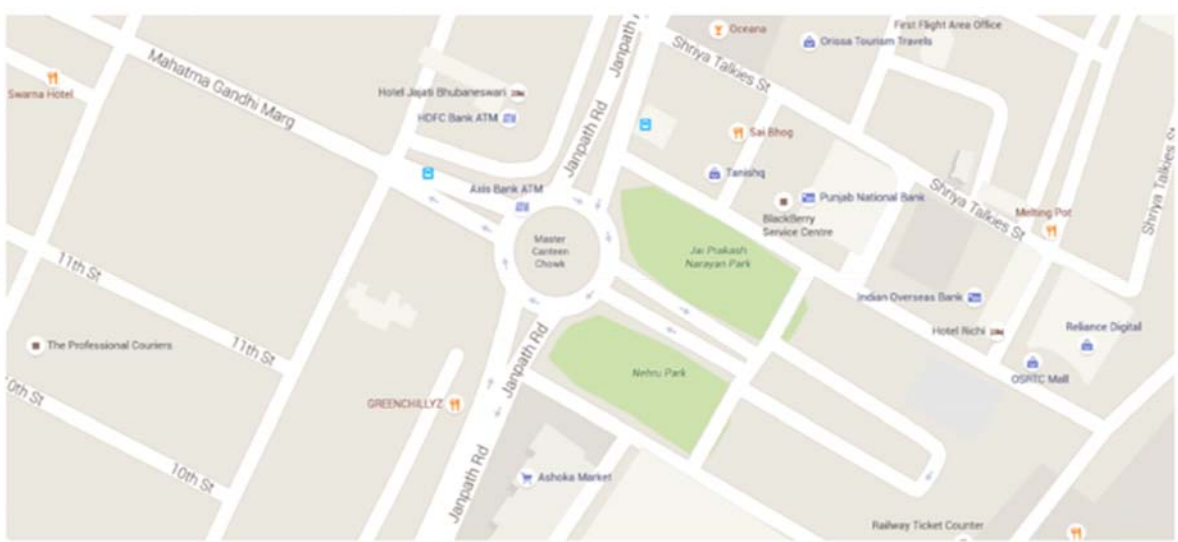 First Flight Area Office
Oceana
Orissa Tourism Travels
Janpath R
Shriya Talkies St
Mahatma Gandhi Marg
Swarna Hotel
Hotel Jajati Bhubaneswari
HDFC Bank ATM
Janpath Rd
Sai Bhog
Tanishq
Axis Bank ATM
Punjab National Bank
BlackBerry
Service Centre
Shriya Talkies St
Melting Pot
Shriya Talkies St
Master
Canteen
Chowk
Jai Prakash
Narayan Park
11th St
Indian Overseas Bank
Hotel Richi
Reliance Digital
The Professional Couriers
11th St
Janpath Rd
Nehru Park
OSRTC Mall
0th St
GREENCHILLYZ
10th St
Janpath Rd
Ashoka Market
Railway Ticket Counter